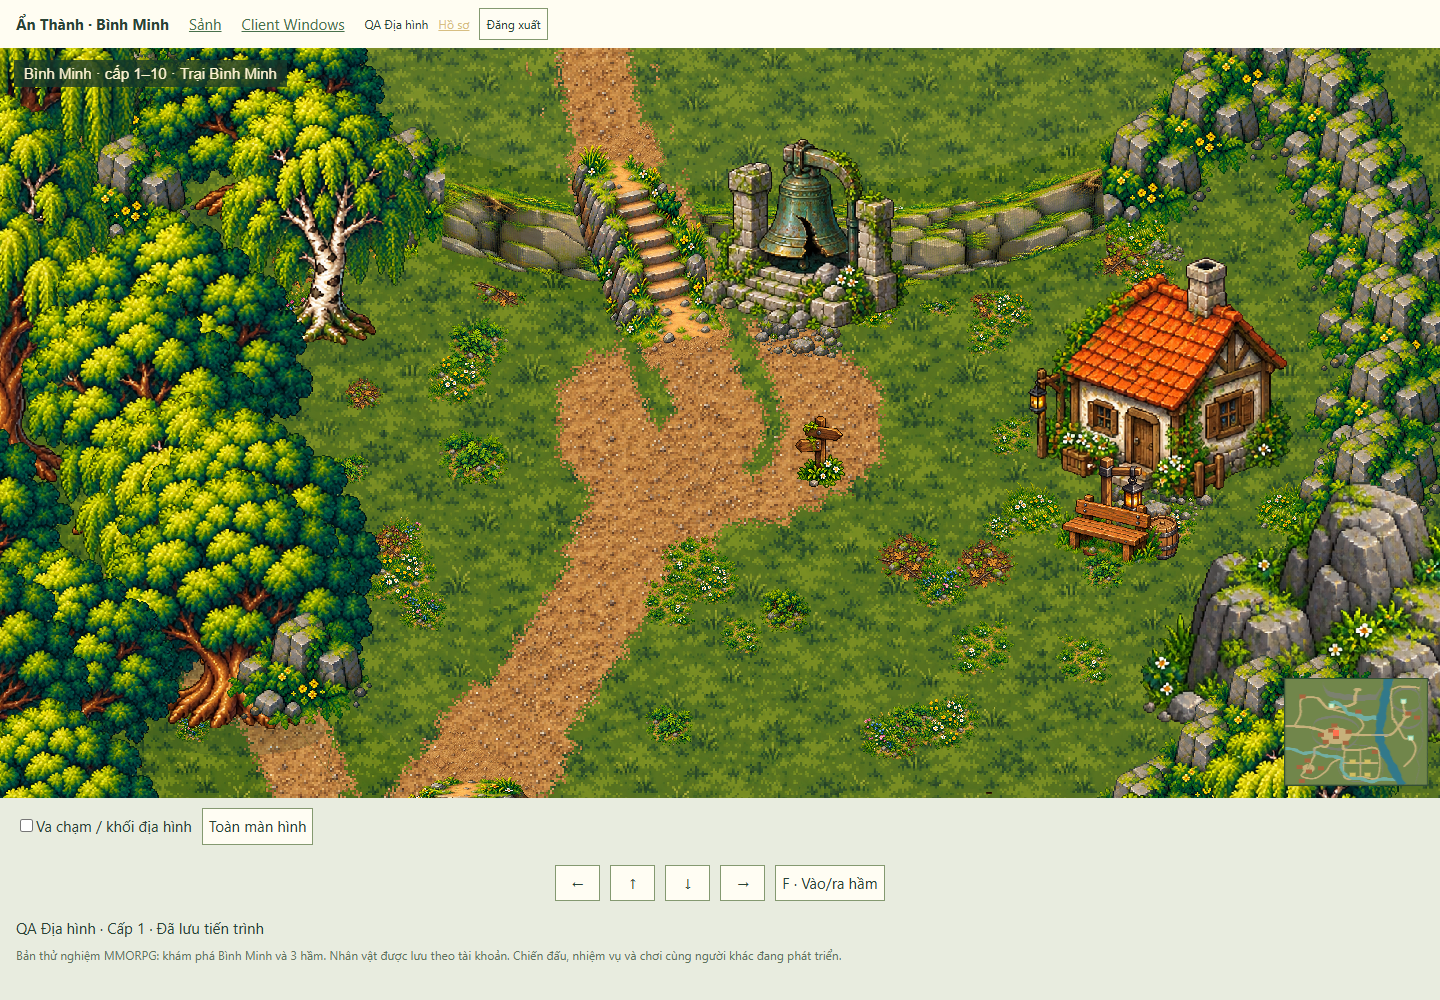 Ẩn Thành · Bình Minh Sảnh Client Windows QA Địa hình Hồ sơ Đăng xuất
Bình Minh · cấp 1–10 · Trại Bình Minh
Va chạm / khối địa hình Toàn màn hình
← ↑ ↓ → F · Vào/ra hầm
QA Địa hình · Cấp 1 · Đã lưu tiến trình
Bản thử nghiệm MMORPG: khám phá Bình Minh và 3 hầm. Nhân vật được lưu theo tài khoản. Chiến đấu, nhiệm vụ và chơi cùng người khác đang phát triển.